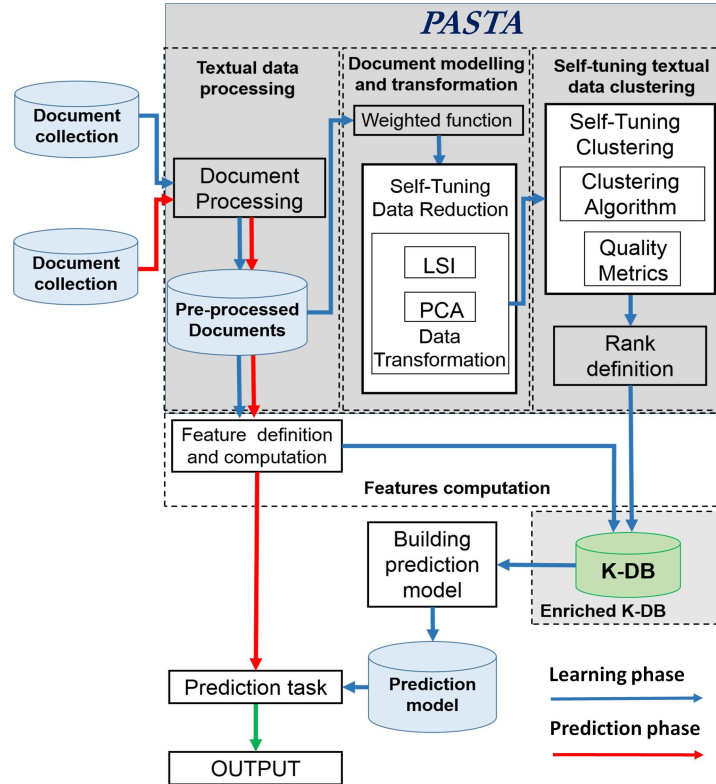 PASTA
Textual data
processing
Document modelling
and transformation
Self-tuning textual
data clustering
Document
collection
Document
collection
Document
Processing
Pre-processed
Documents
Weighted function
Self-Tuning
Data Reduction
LSI
PCA
Data
Transformation
Self-Tuning
Clustering
Clustering
Algorithm
Quality
Metrics
Rank
definition
Feature definition
and computation
Features computation
K-DB
Enriched K-DB
Building
prediction
model
Prediction
model
Prediction task
OUTPUT
Learning phase
Prediction phase